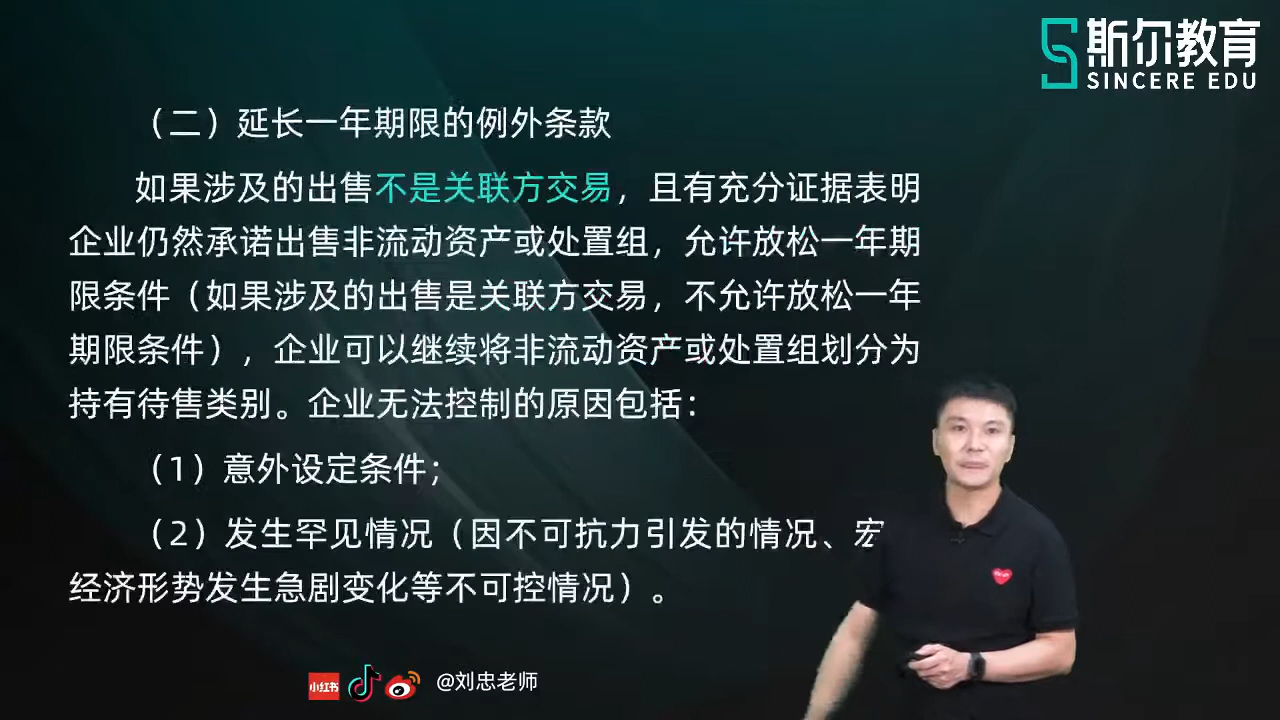 斯尔教育
SINCERE EDU
（二）延长一年期限的例外条款
如果涉及的出售不是关联方交易，且有充分证据表明
企业仍然承诺出售非流动资产或处置组，允许放松一年期
限条件（如果涉及的出售是关联方交易，不允许放松一年
期限条件），企业可以继续将非流动资产或处置组划分为
持有待售类别。企业无法控制的原因包括：
（1）意外设定条件；
（2）发生罕见情况（因不可抗力引发的情况、宏
经济形势发生急剧变化等不可控情况）。
小红书
@刘忠老师